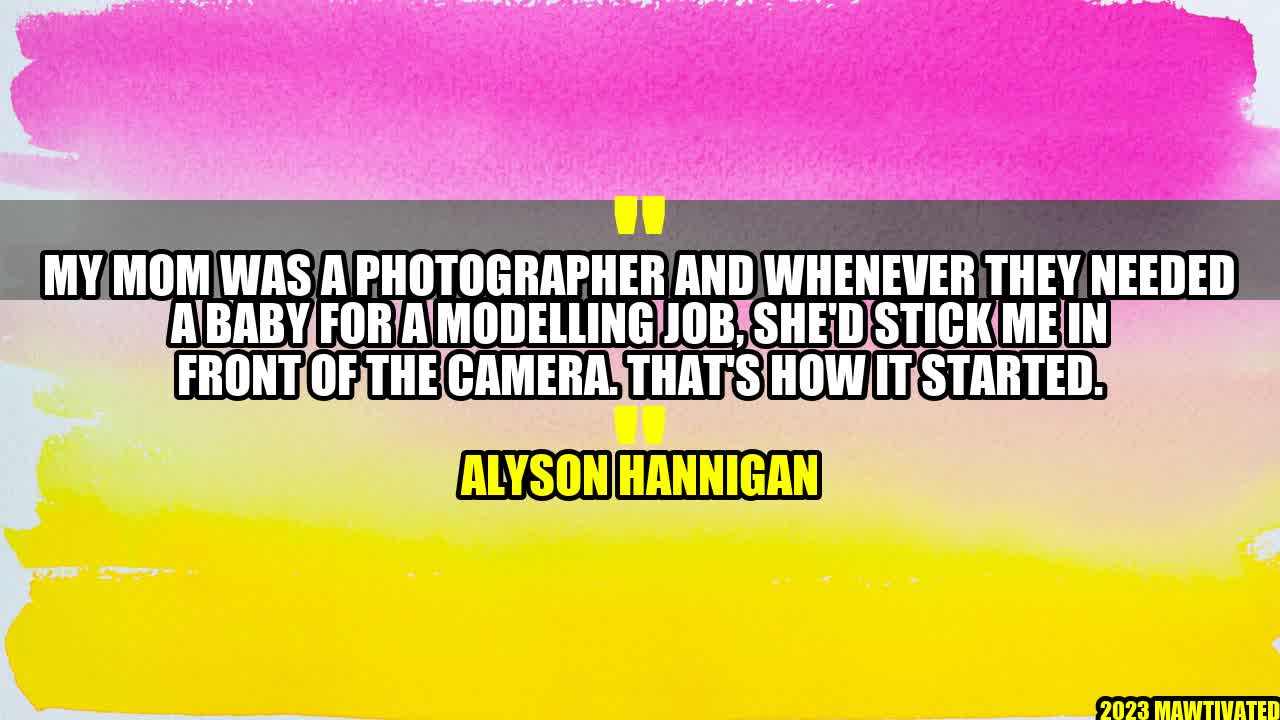 "
MY MOM WAS A PHOTOGRAPHER AND WHENEVER THEY NEEDED
A BABY FOR A MODELLING JOB, SHE'D STICK ME IN
FRONT OF THE CAMERA. THAT'S HOW IT STARTED.
"
ALYSON HANNIGAN
2023 MAWTIVATED